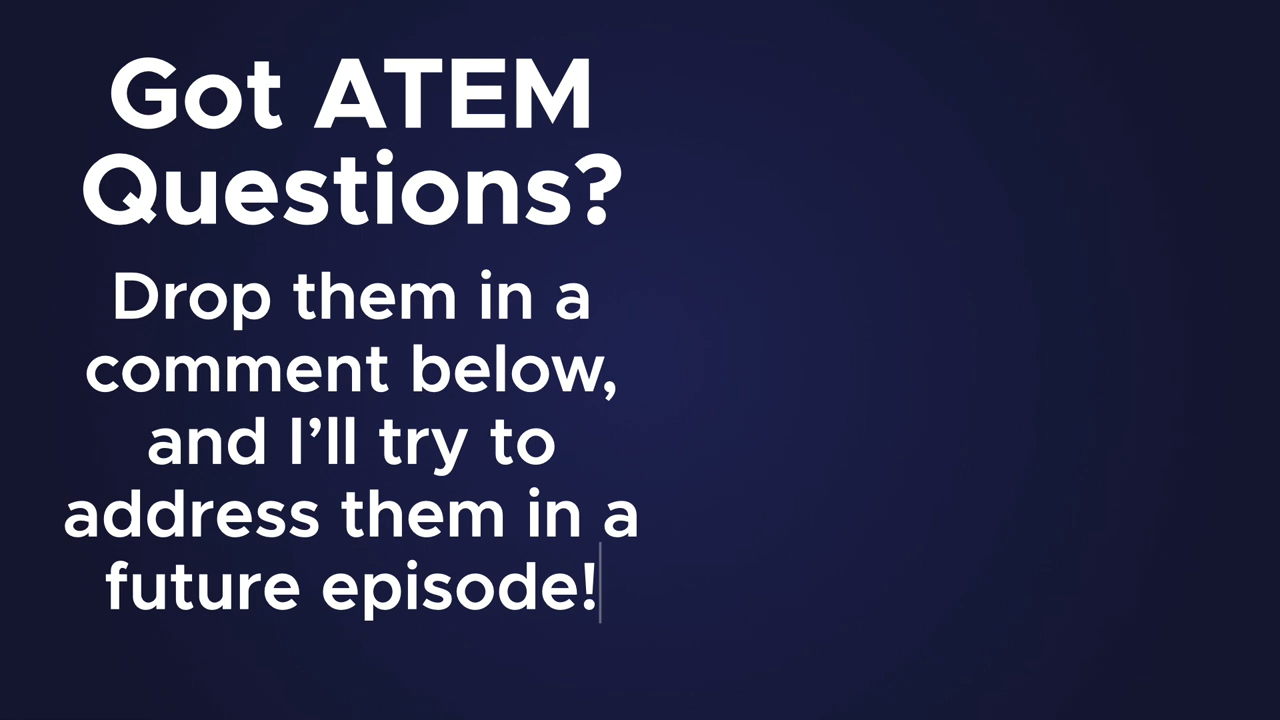 Got ATEM
Questions?
Drop them in a
comment below,
and I’ll try to
address them in a
future episode!